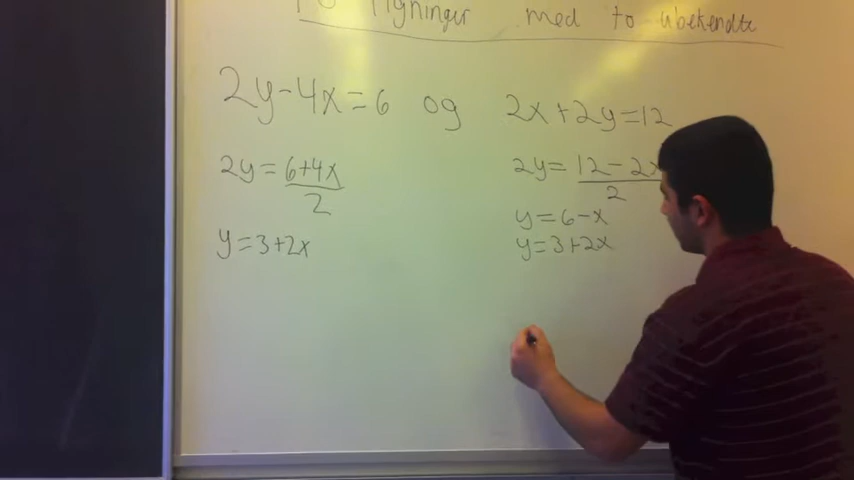 ligninger med to ubekendte
2y-4x=6 og 2x+2y=12
2y=6+4x
2
y=3+2x
2y=12-2x
2
y=6-x
y=3+2x